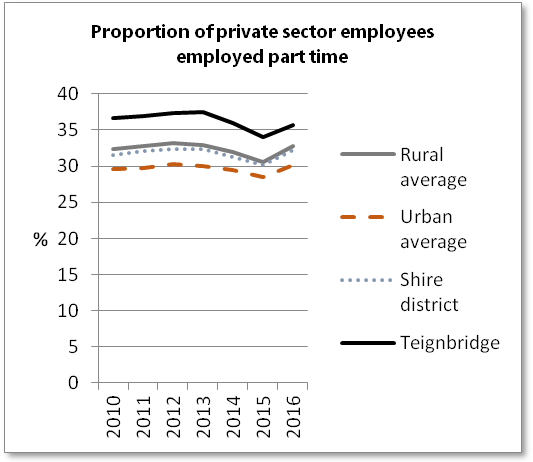 Proportion of private sector employees
employed part time
40
35
30
25
20
15
10
5
0
%
2010
2011
2012
2013
2014
2015
2016
Rural
average
Urban
average
Shire
district
Teignbridge